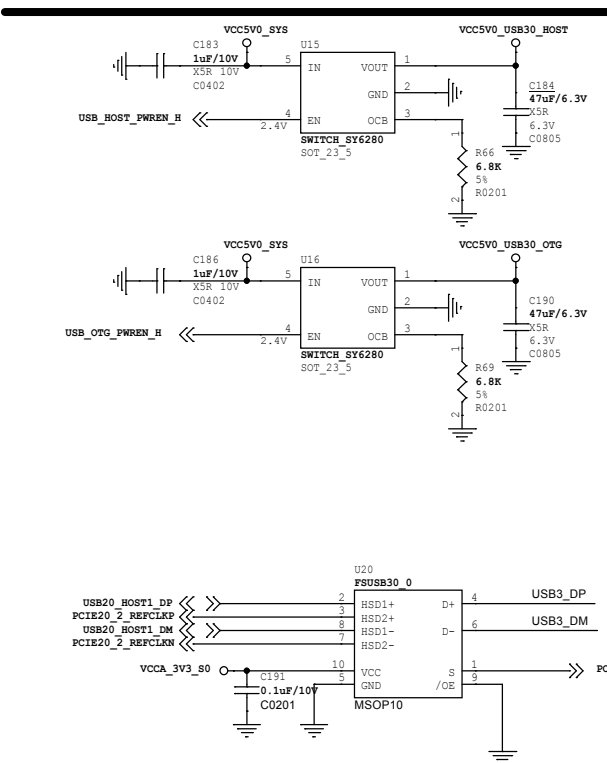 VCC5V0_SYS
VCC5V0_USB30_HOST
C183
1uF/10V
X5R 10V
C0402
U15
5 IN
VOUT 1
GND 2
OCB 3
USB_HOST_PWREN_H
4 EN
2.4V
SWITCH_SY6280
SOT_23_5
C184
47uF/6.3V
X5R
6.3V
C0805
1
R66
6.8K
5%
R0201
2
VCC5V0_SYS
VCC5V0_USB30_OTG
C186
1uF/10V
X5R 10V
C0402
U16
5 IN
VOUT 1
GND 2
OCB 3
USB_OTG_PWREN_H
4 EN
2.4V
SWITCH_SY6280
SOT_23_5
C190
47uF/6.3V
X5R
6.3V
C0805
1
R69
6.8K
5%
R0201
2
U20
FSUSB30_0
USB20_HOST1_DP 2 HSD1+ D+ 4 USB3_DP
PCIE20_2_REFCLKP 3 HSD2+
USB20_HOST1_DM 8 HSD1- D- 6 USB3_DM
PCIE20_2_REFCLKN 7 HSD2-
VCCA_3V3_S0 10 VCC S 1 PC
5 GND /OE 9
C191
0.1uF/10V
C0201
MSOP10